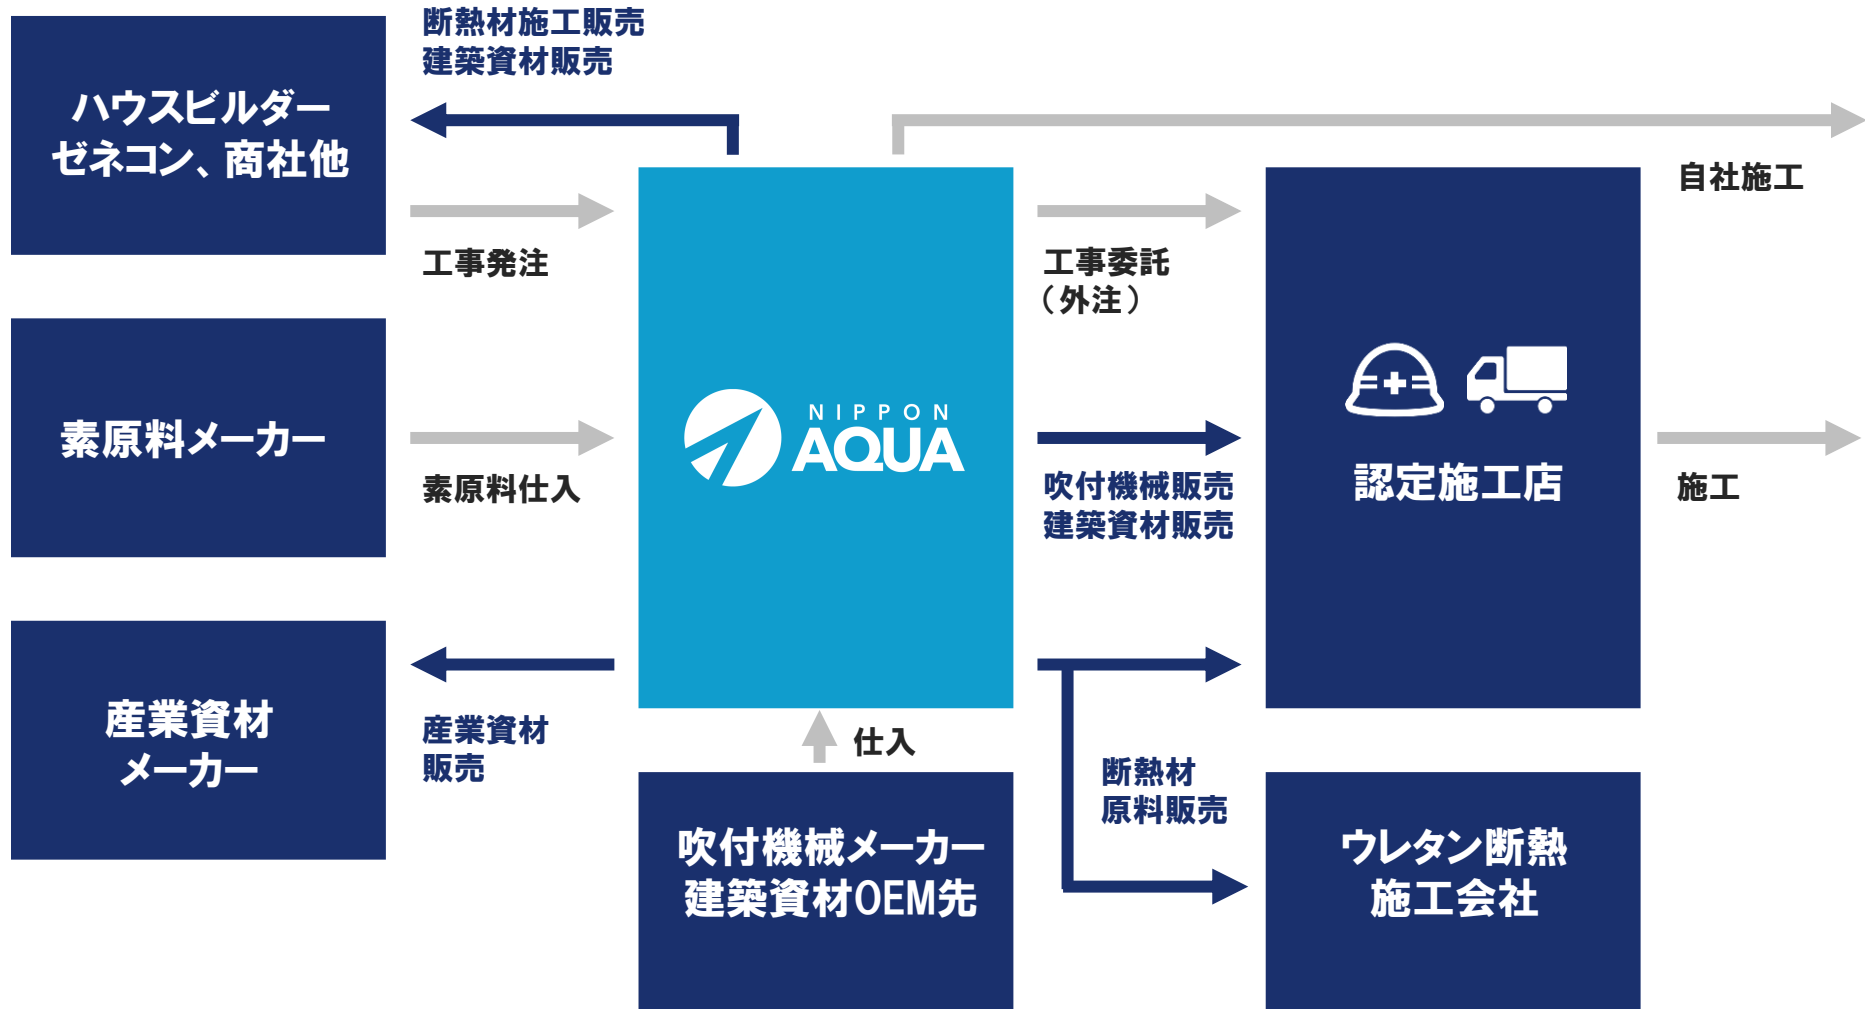 断熱材施工販売
建築資材販売
ハウスビルダー
ゼネコン、商社他
自社施工
工事発注
工事委託
（外注）
素原料メーカー
素原料仕入
NIPPON
AQUA
吹付機械販売
建築資材販売
認定施工店
施工
産業資材
メーカー
産業資材
販売
仕入
断熱材
原料販売
吹付機械メーカー
建築資材OEM先
ウレタン断熱
施工会社